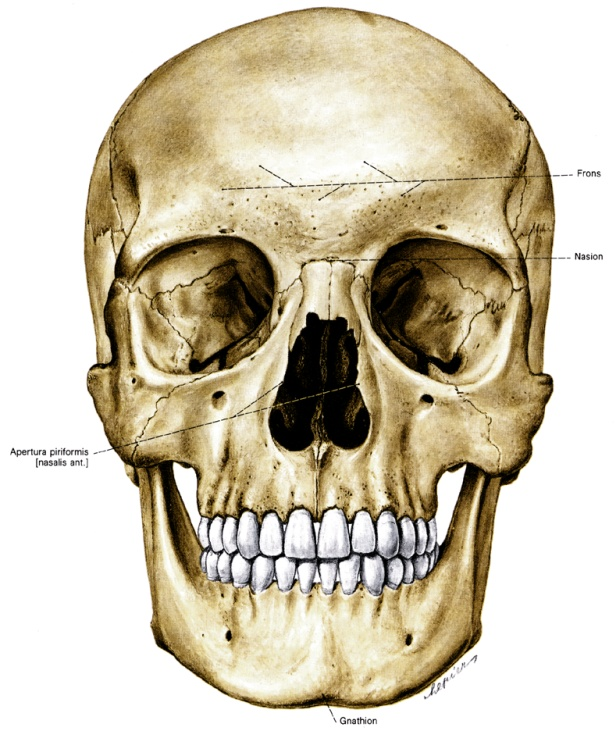 Frons
Nasion
Apertura piriformis
[nasalis ant.]
Gnathion